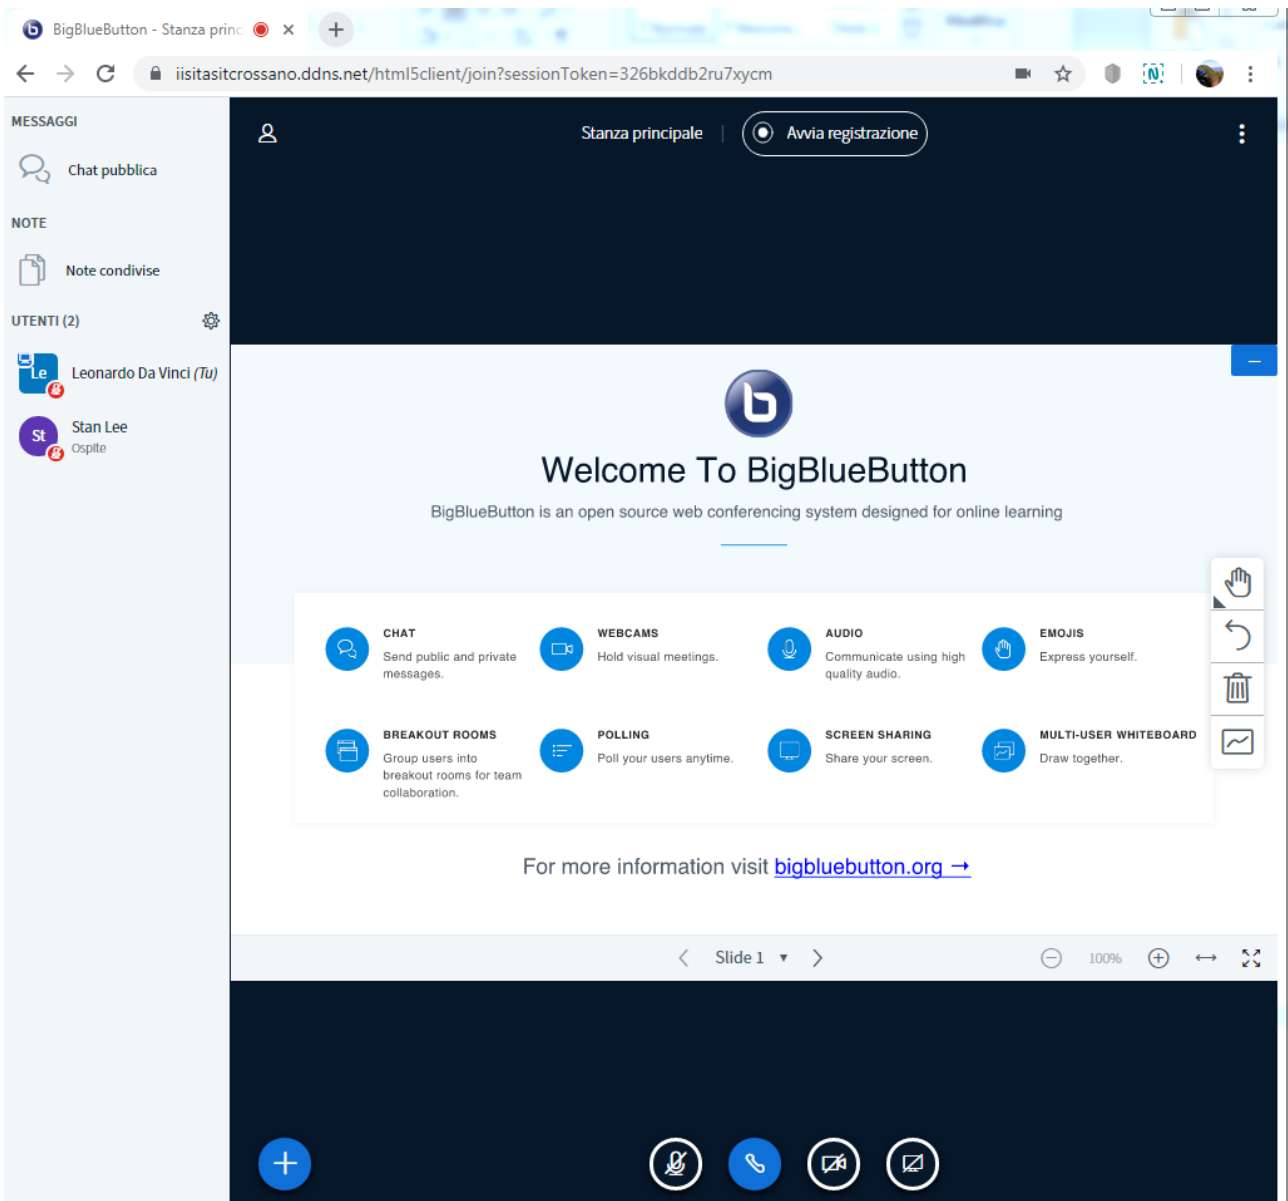 BigBlueButton - Stanza princ
iisitasitcrossano.ddns.net/html5client/join?sessionToken=326bkddb2ru7xycm
MESSAGGI
Chat pubblica
NOTE
Note condivise
UTENTI (2)
Le
Leonardo Da Vinci (Tu)
St
Stan Lee
Ospite
Stanza principale
Avvia registrazione
Welcome To BigBlueButton
BigBlueButton is an open source web conferencing system designed for online learning
CHAT
Send public and private
messages.
WEBCAMS
Hold visual meetings.
AUDIO
Communicate using high
quality audio.
EMOJIS
Express yourself.
BREAKOUT ROOMS
Group users into
breakout rooms for team
collaboration.
POLLING
Poll your users anytime.
SCREEN SHARING
Share your screen.
MULTI-USER WHITEBOARD
Draw together.
For more information visit bigbluebutton.org →
Slide 1
100%